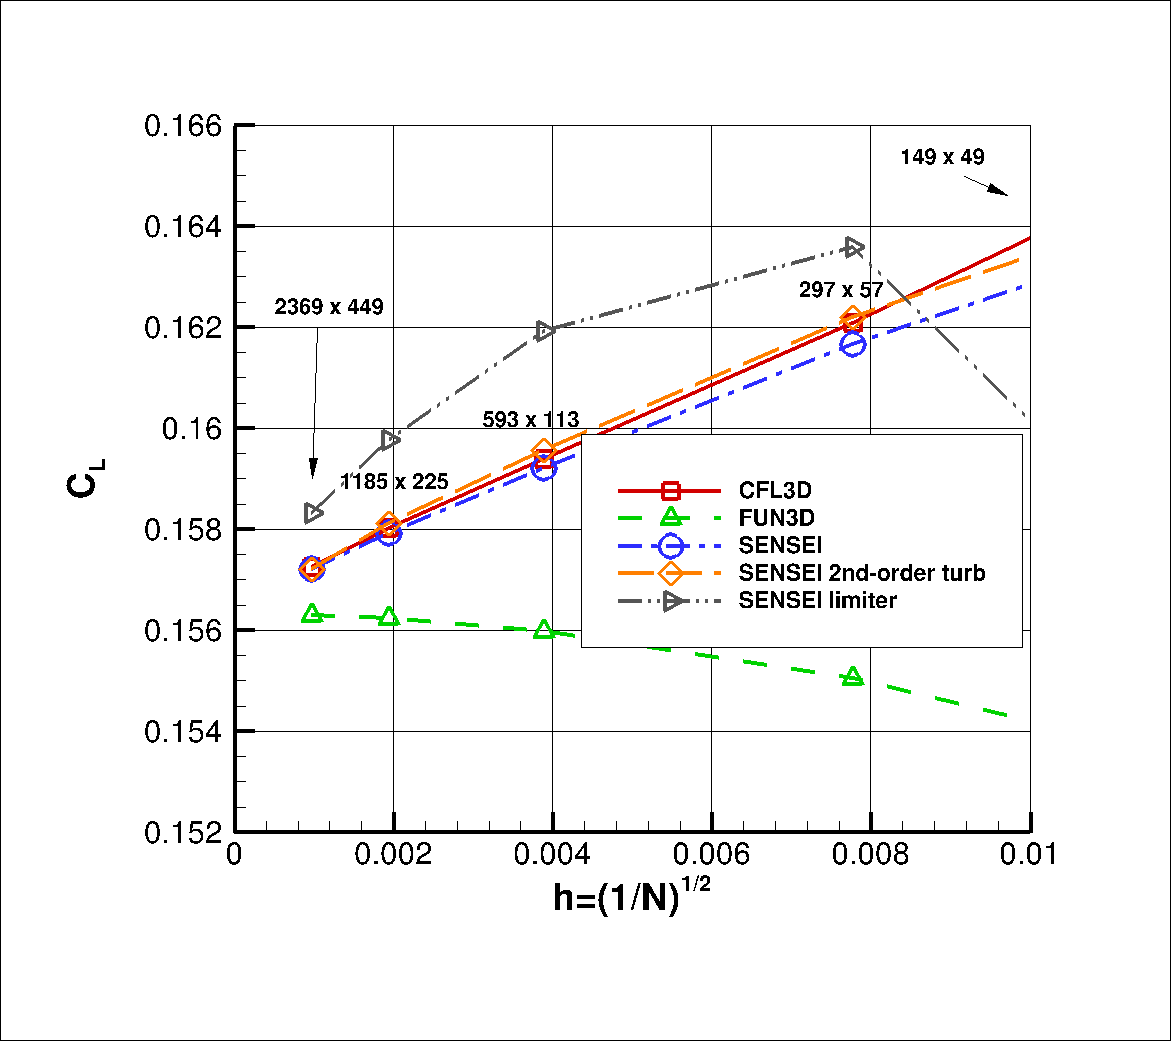 0.166
149 x 49
0.164
297 x 57
2369 x 449
0.162
593 x 113
0.16
1185 x 225
C_L
CFL3D
FUN3D
SENSEI
SENSEI 2nd-order turb
SENSEI limiter
0.158
0.156
0.154
0.152
0 0.002 0.004 0.006 0.008 0.01
h=(1/N)^1/2